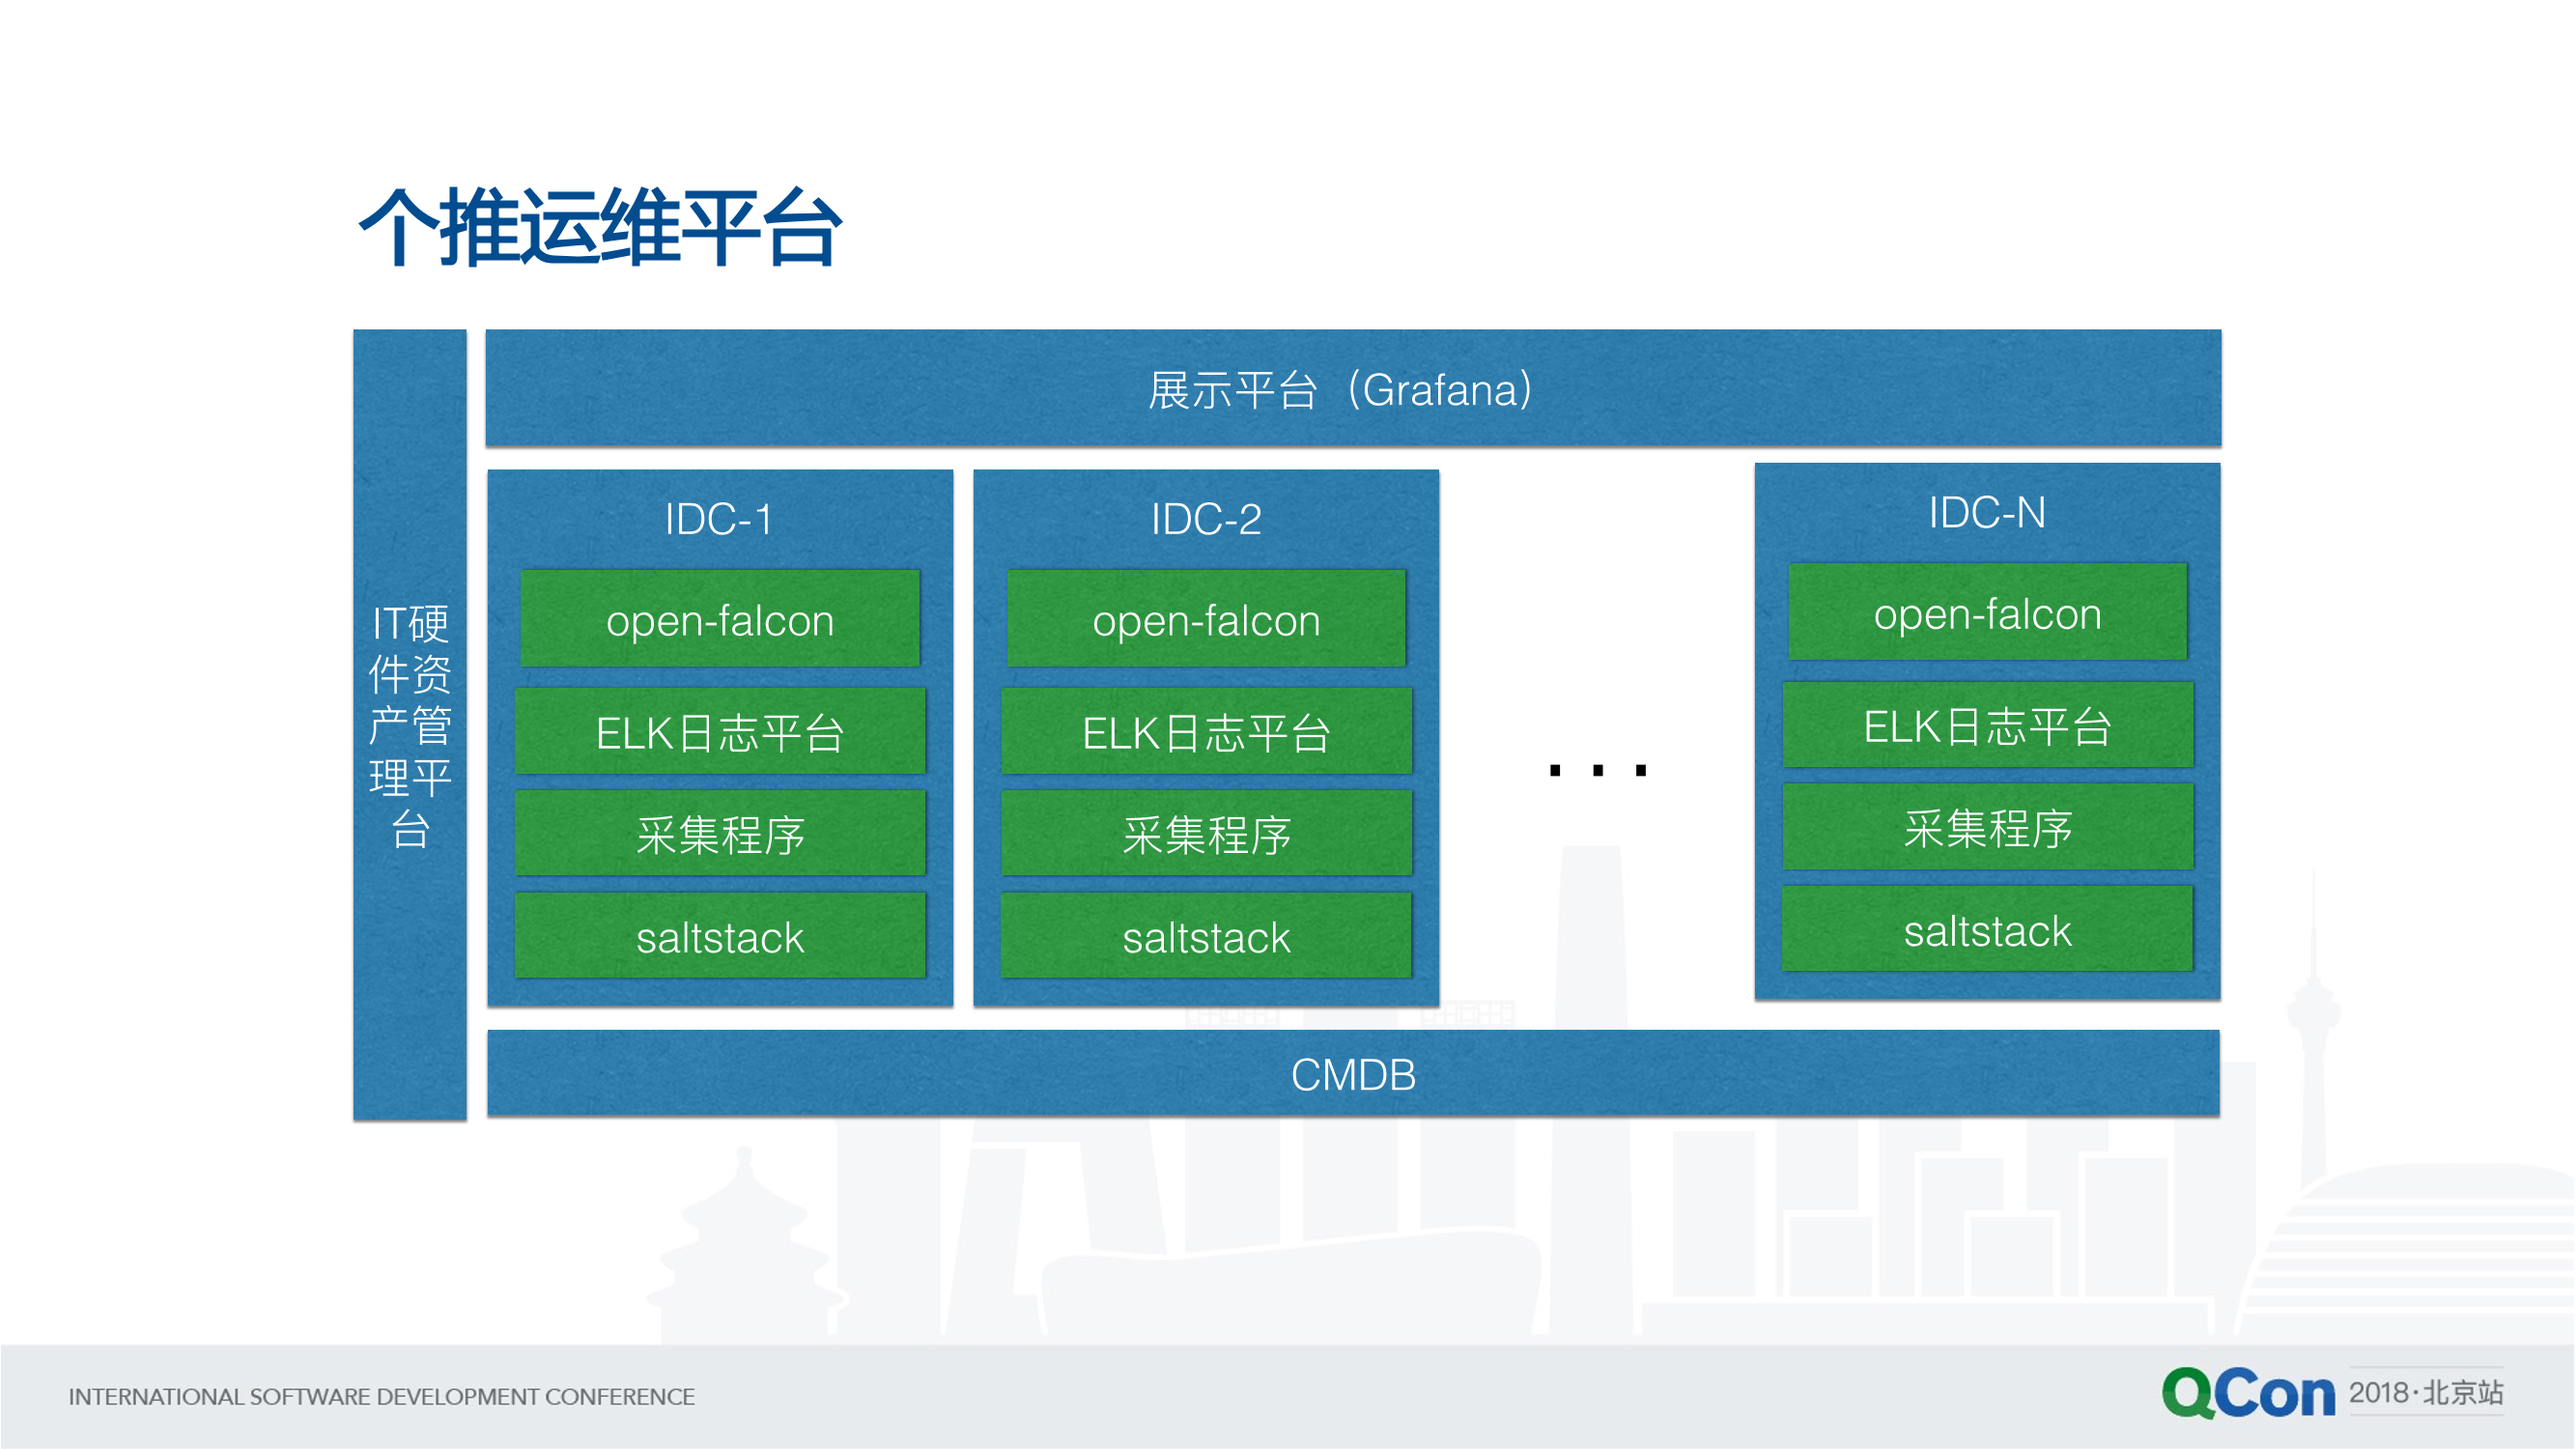 个推运维平台
IT硬
件资
产管
理平
台
展示平台（Grafana）
IDC-1
open-falcon
ELK日志平台
采集程序
saltstack
IDC-2
open-falcon
ELK日志平台
采集程序
saltstack
...
IDC-N
open-falcon
ELK日志平台
采集程序
saltstack
CMDB
INTERNATIONAL SOFTWARE DEVELOPMENT CONFERENCE
QCon 2018·北京站